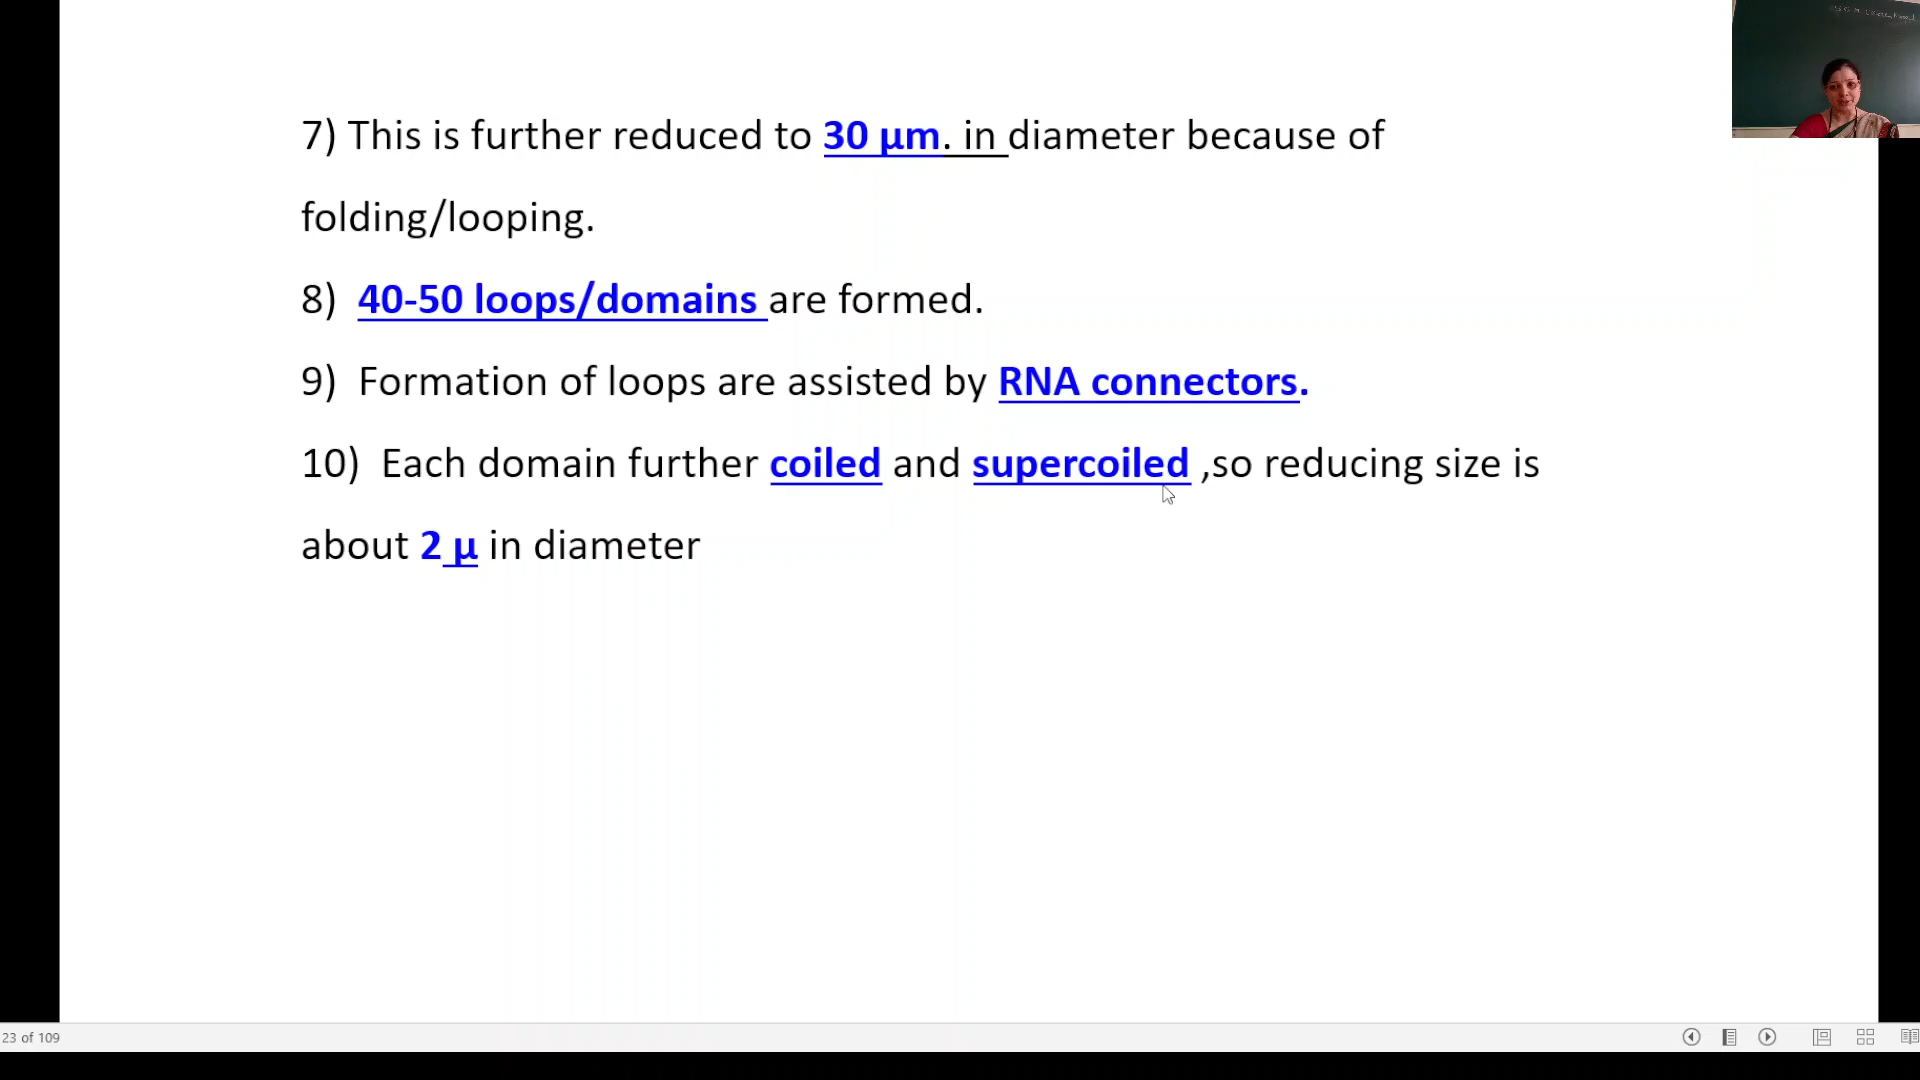 7) This is further reduced to 30 µm. in diameter because of
folding/looping.
8) 40-50 loops/domains are formed.
9) Formation of loops are assisted by RNA connectors.
10) Each domain further coiled and supercoiled ,so reducing size is
about 2 µ in diameter
23 of 109